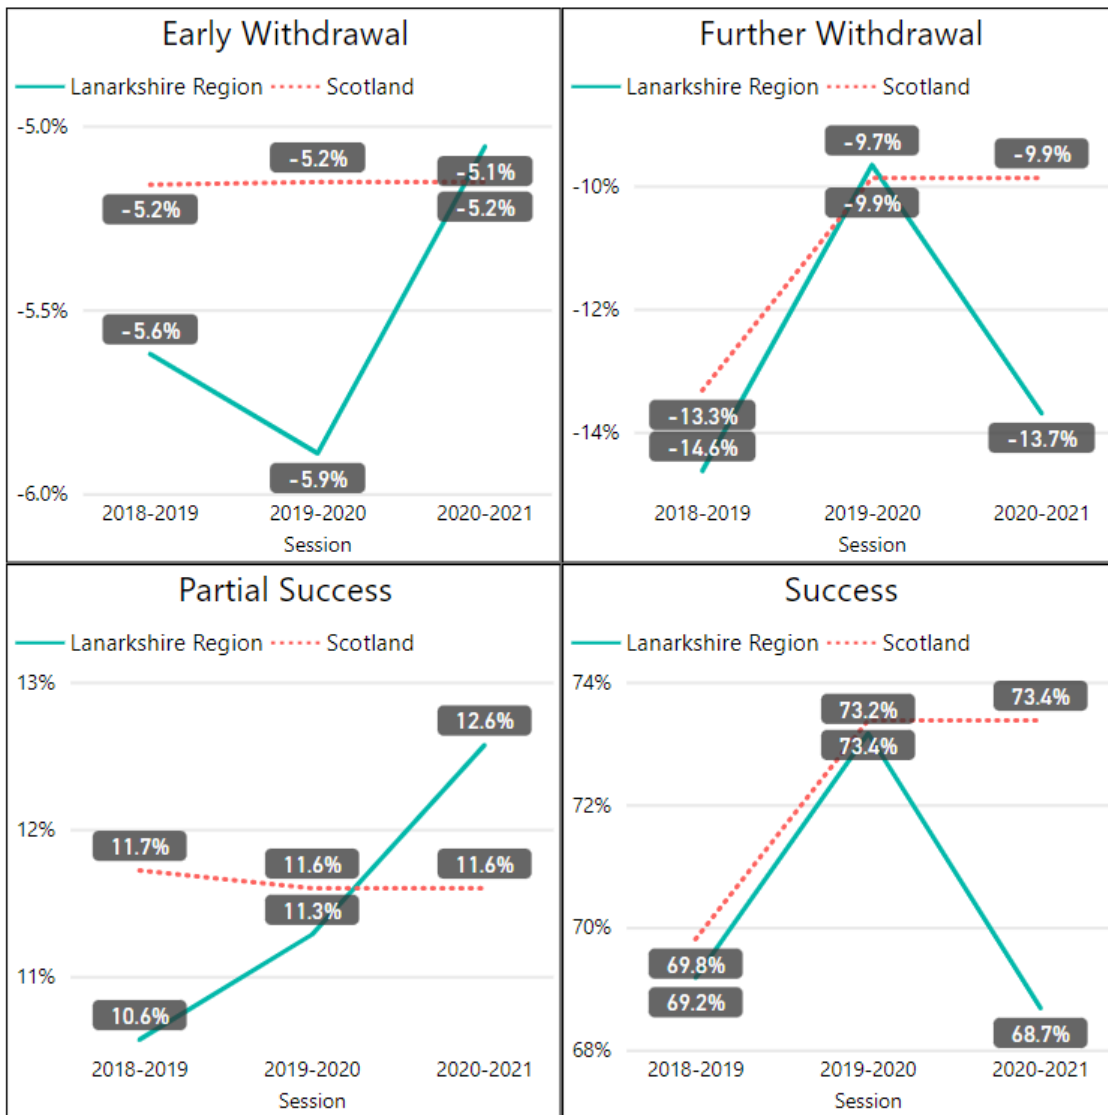 Early Withdrawal
Lanarkshire Region Scotland
-5.0%
-5.2%
-5.1%
-5.2%
-5.2%
-5.5%
-5.6%
-5.9%
-6.0%
2018-2019 2019-2020 2020-2021
Session
Further Withdrawal
Lanarkshire Region Scotland
-9.7%
-9.9%
-10%
-9.9%
-12%
-13.3%
-14%
-14.6%
-13.7%
2018-2019 2019-2020 2020-2021
Session
Partial Success
Lanarkshire Region Scotland
13%
12.6%
12%
11.7%
11.6%
11.6%
11.3%
11%
10.6%
2018-2019 2019-2020 2020-2021
Session
Success
Lanarkshire Region Scotland
74%
73.4%
73.2%
73.4%
72%
70%
69.8%
69.2%
68.7%
68%
2018-2019 2019-2020 2020-2021
Session